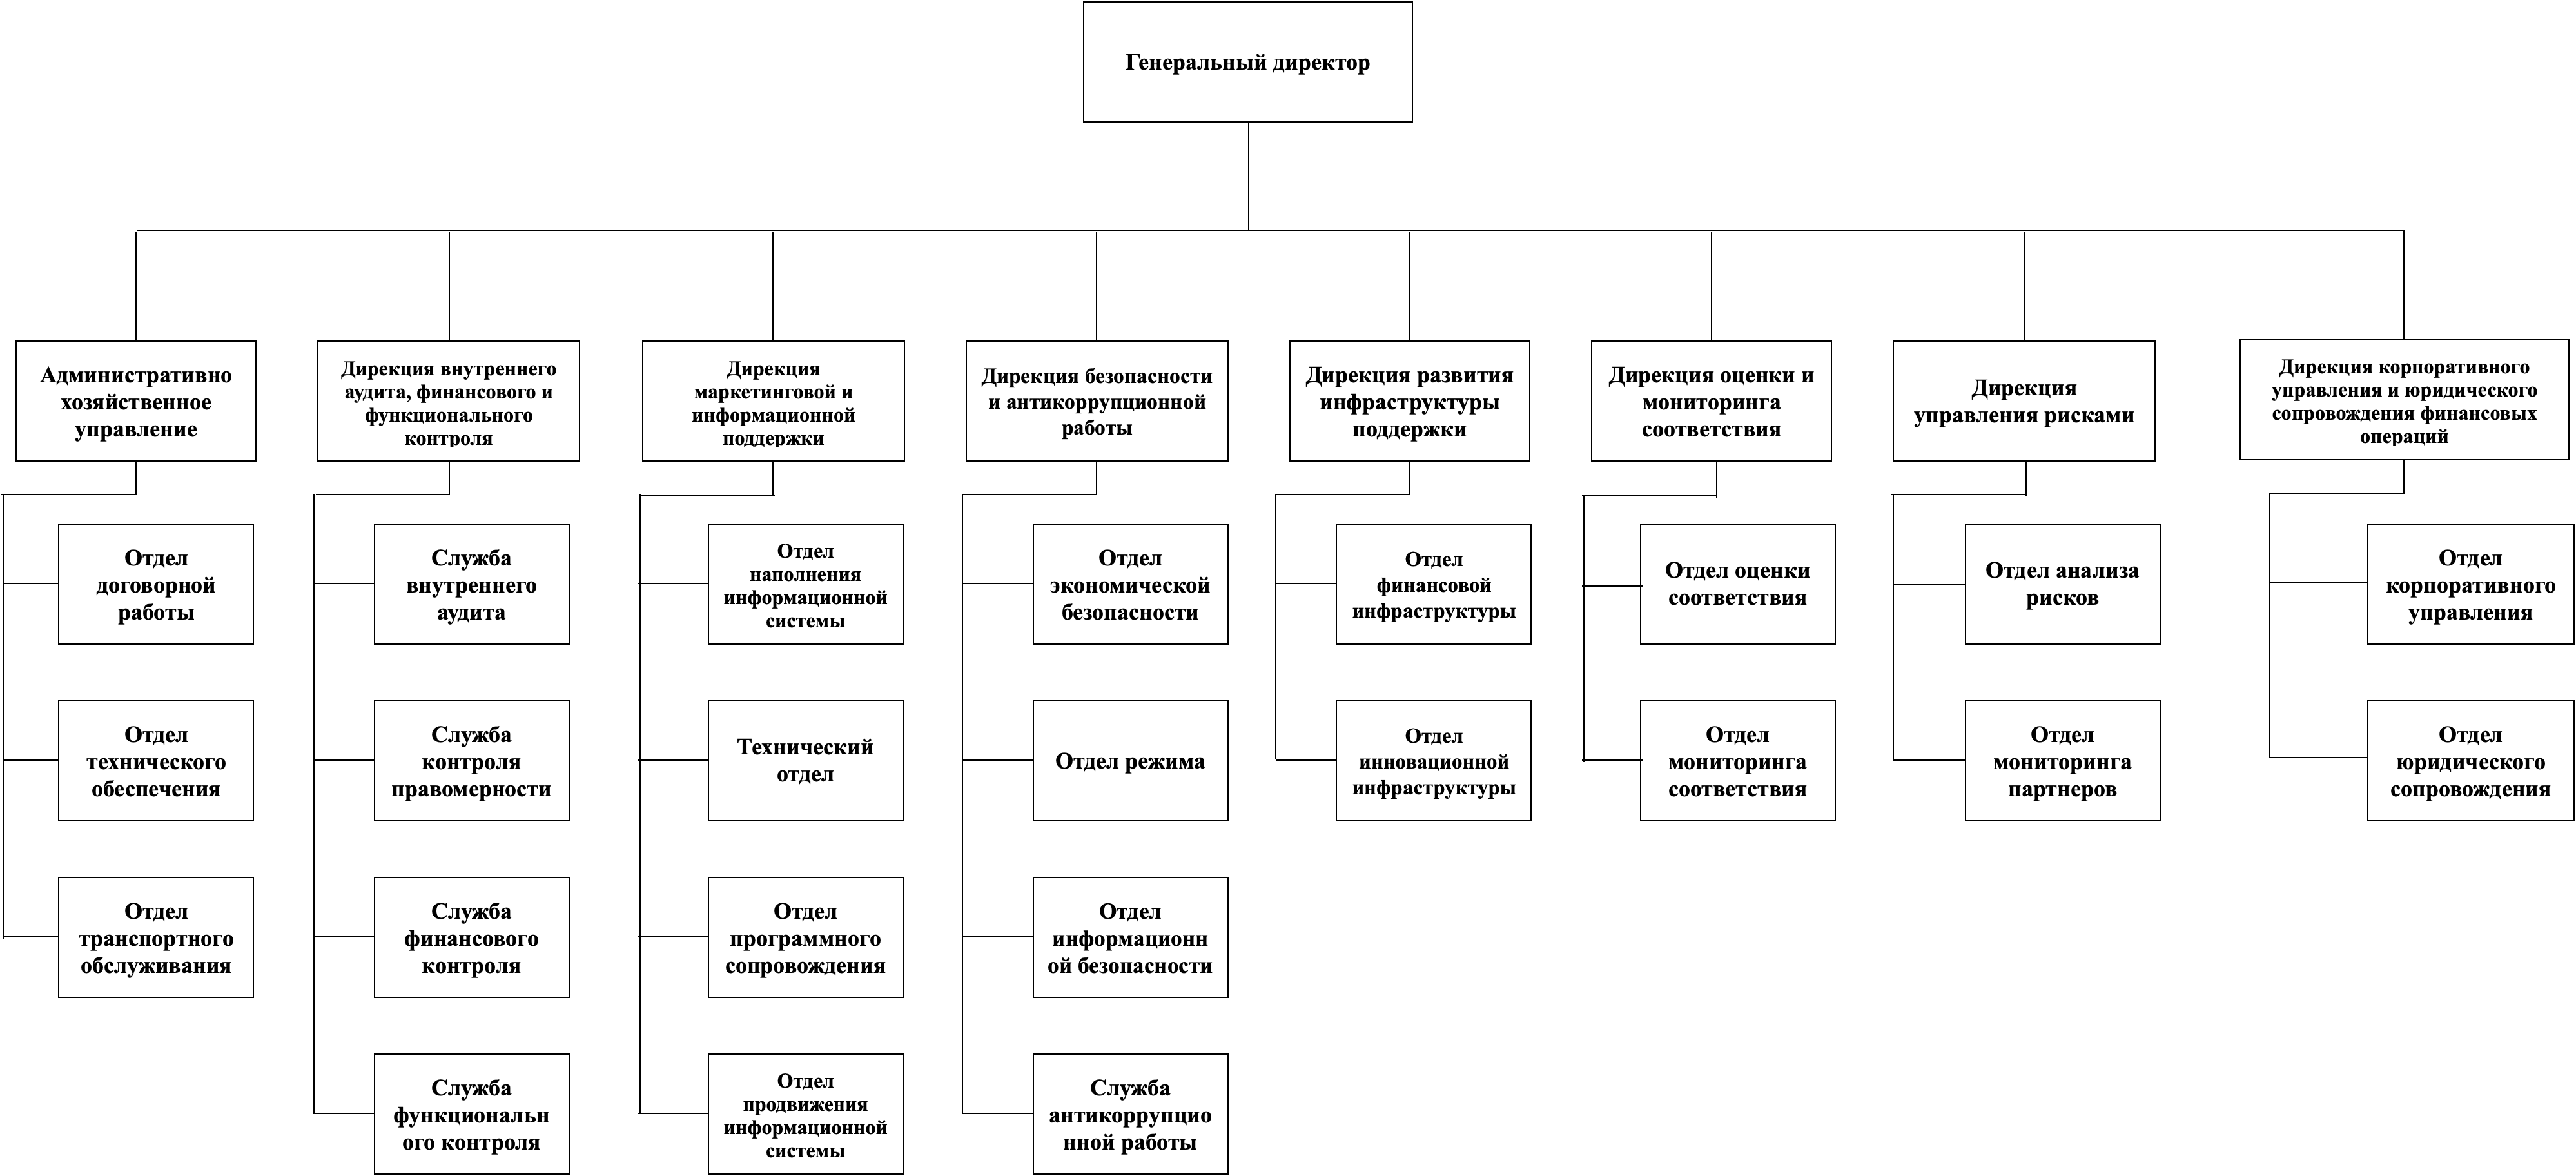 Генеральный директор
Административно
хозяйственное
управление
Дирекция внутреннего
аудита, финансового и
функционального
контроля
Дирекция
маркетинговой и
информационной
поддержки
Дирекция безопасности
и антикоррупционной
работы
Дирекция развития
инфраструктуры
поддержки
Дирекция оценки и
мониторинга
соответствия
Дирекция
управления рисками
Дирекция корпоративного
управления и юридического
сопровождения финансовых
операций
Отдел
договорной
работы
Служба
внутреннего
аудита
Отдел
наполнения
информационной
системы
Отдел
экономической
безопасности
Отдел
финансовой
инфраструктуры
Отдел оценки
соответствия
Отдел анализа
рисков
Отдел
корпоративного
управления
Отдел
технического
обеспечения
Служба
контроля
правомерности
Технический
отдел
Отдел режима
Отдел
инновационной
инфраструктуры
Отдел
мониторинга
соответствия
Отдел
мониторинга
партнеров
Отдел
юридического
сопровождения
Отдел
транспортного
обслуживания
Служба
финансового
контроля
Отдел
программного
сопровождения
Отдел
информационн
ой безопасности
Служба
функциональн
ого контроля
Отдел
продвижения
информационной
системы
Служба
антикоррупцио
нной работы